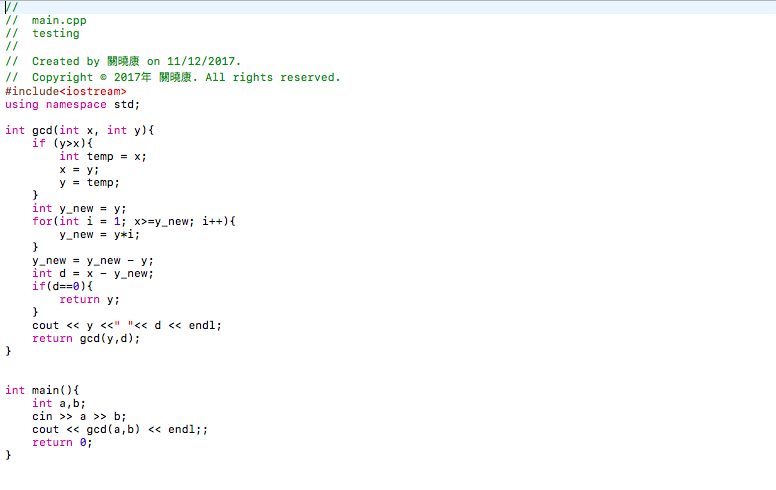 //
//  main.cpp
//  testing
//
//  Created by 關曉康 on 11/12/2017.
//  Copyright © 2017年 關曉康. All rights reserved.
#include<iostream>
using namespace std;

int gcd(int x, int y){
    if (y>x){
        int temp = x;
        x = y;
        y = temp;
    }
    int y_new = y;
    for(int i = 1; x>=y_new; i++){
        y_new = y*i;
    }
    y_new = y_new - y;
    int d = x - y_new;
    if(d==0){
        return y;
    }
    cout << y <<" "<< d << endl;
    return gcd(y,d);
}


int main(){
    int a,b;
    cin >> a >> b;
    cout << gcd(a,b) << endl;;
    return 0;
}